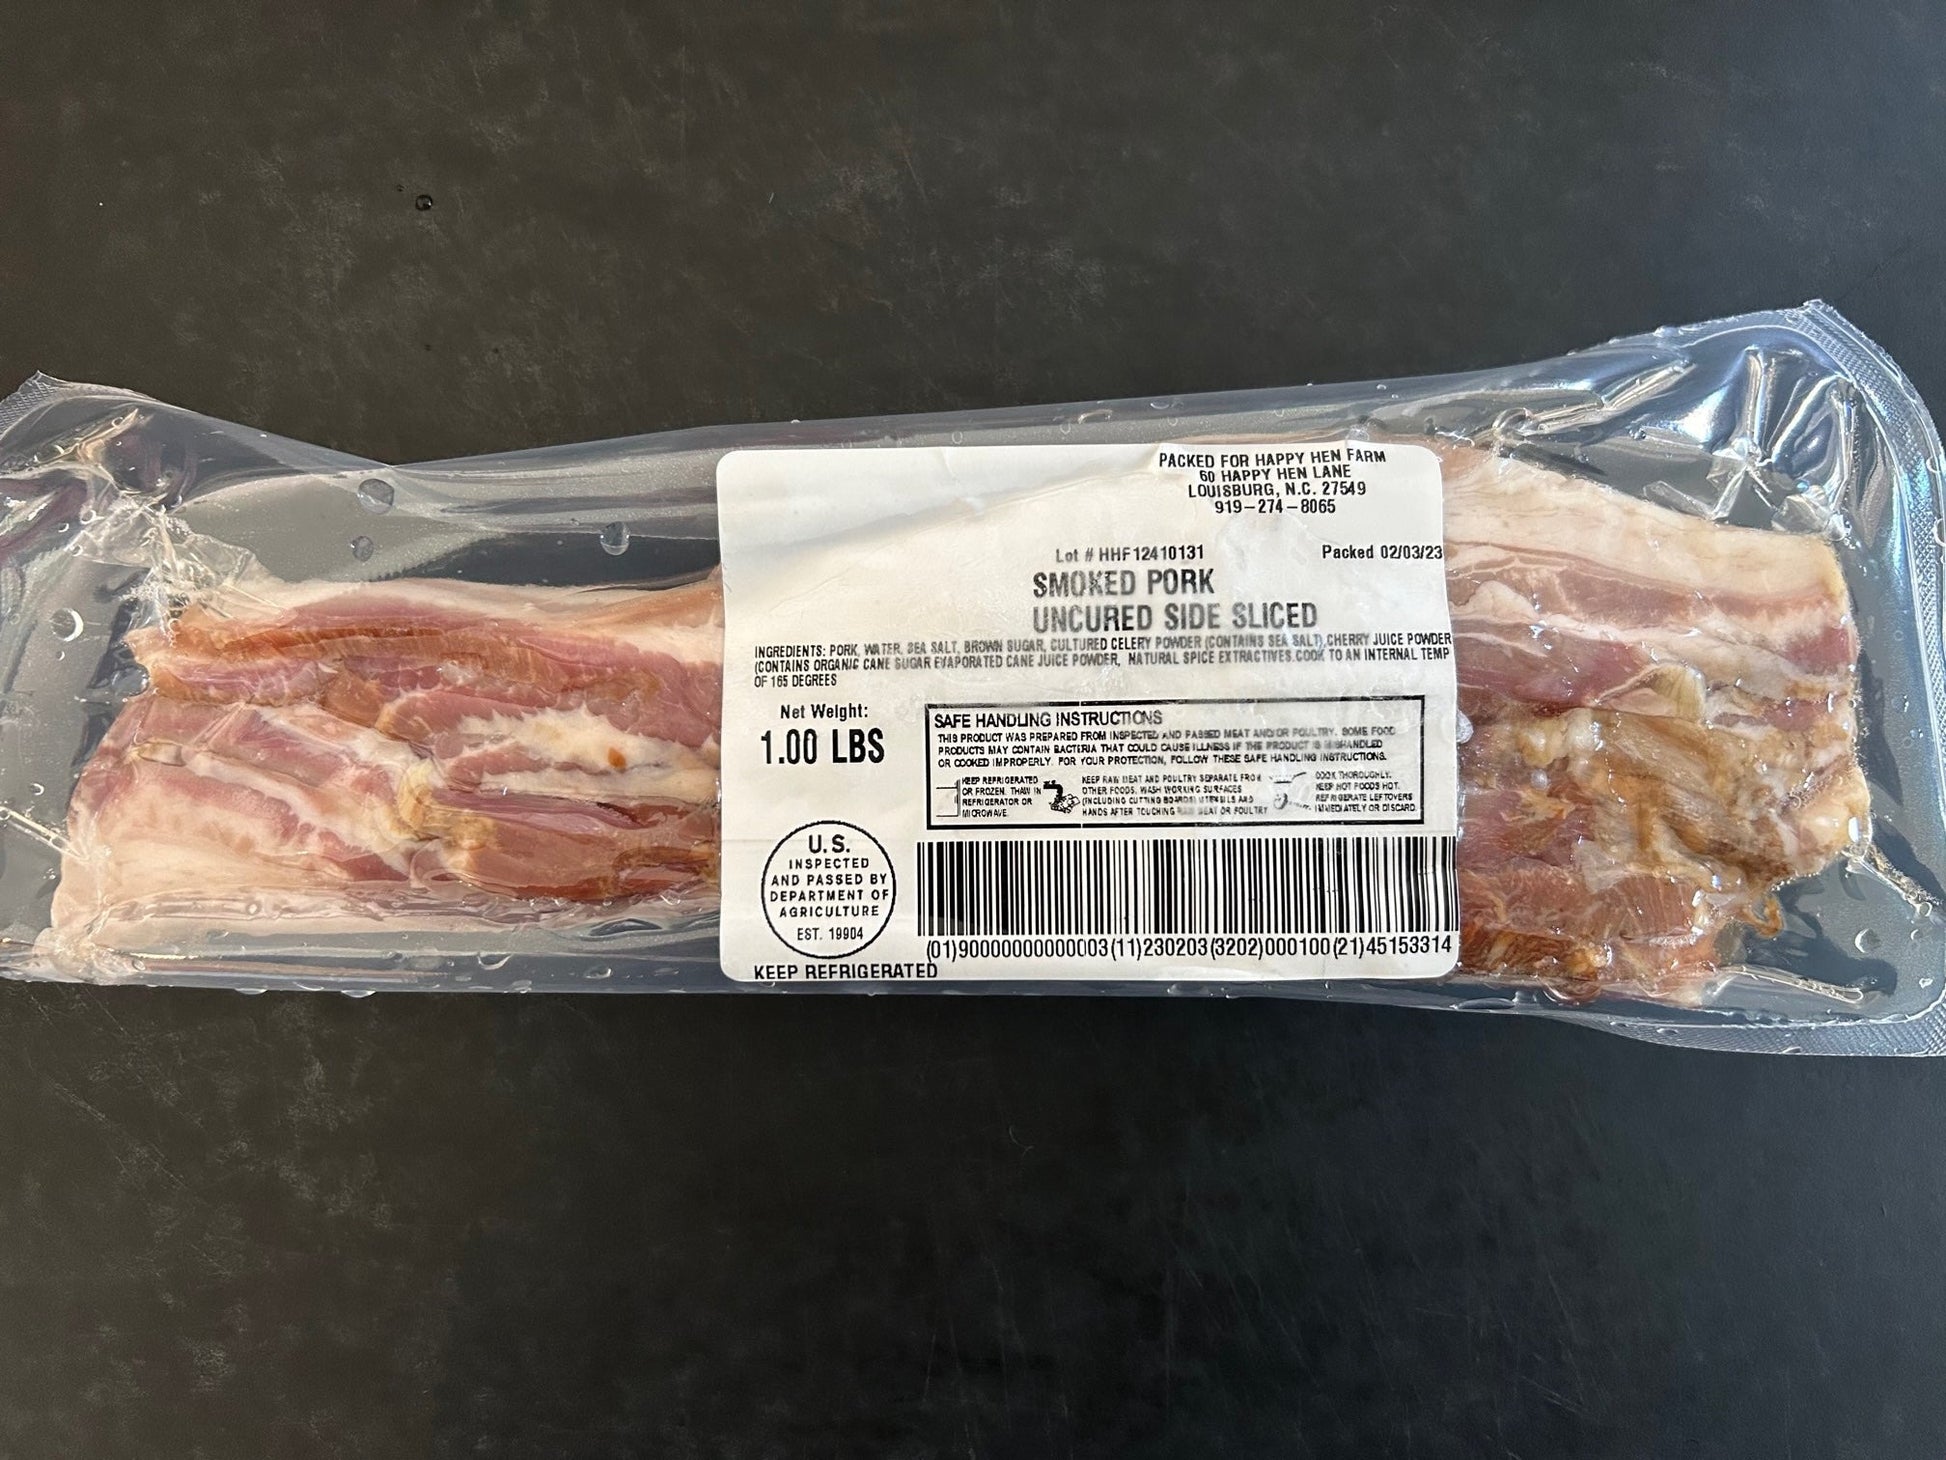 PACKED FOR HAPPY HEN FARM
60 HAPPY HEN LANE
LOUISBURG, N.C. 27549
919-274-8065
Lot # HHF12410131
Packed 02/03/23
SMOKED PORK
UNCURED SIDE SLICED
INGREDIENTS: PORK, WATER, SEA SALT, BROWN SUGAR, CULTURED CELERY POWDER (CONTAINS SEA SALT), CHERRY JUICE POWDER
(CONTAINS ORGANIC CANE SUGAR EVAPORATED CANE JUICE POWDER, NATURAL SPICE EXTRACTIVES.COOK TO AN INTERNAL TEMP
OF 165 DEGREES
Net Weight:
1.00 LBS
SAFE HANDLING INSTRUCTIONS
THIS PRODUCT WAS PREPARED FROM INSPECTED AND PASSED MEAT AND/OR POULTRY. SOME FOOD
PRODUCTS MAY CONTAIN BACTERIA THAT COULD CAUSE ILLNESS IF THE PRODUCT IS MISHANDLED
OR COOKED IMPROPERLY. FOR YOUR PROTECTION, FOLLOW THESE SAFE HANDLING INSTRUCTIONS.
KEEP REFRIGERATED
OR FROZEN. THAW IN
REFRIGERATOR OR
MICROWAVE.
KEEP RAW MEAT AND POULTRY SEPARATE FROM
OTHER FOODS. WASH WORKING SURFACES
(INCLUDING CUTTING BOARDS) UTENSILS AND
HANDS AFTER TOUCHING RAW MEAT OR POULTRY
COOK THOROUGHLY.
KEEP HOT FOODS HOT.
REFRIGERATE LEFTOVERS
IMMEDIATELY OR DISCARD.
U.S.
INSPECTED
AND PASSED BY
DEPARTMENT OF
AGRICULTURE
EST. 19904
(01)90000000000003(11)230203(3202)000100(21)45153314
KEEP REFRIGERATED